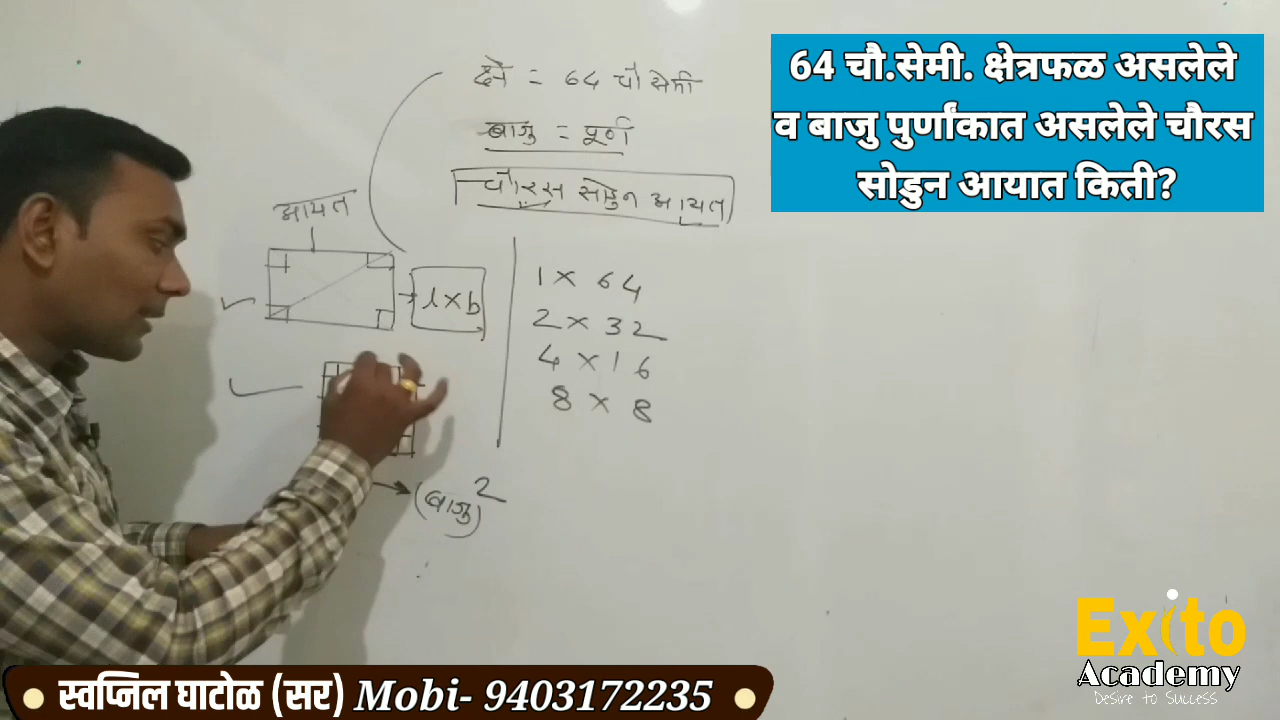 64 चौ.सेमी. क्षेत्रफळ असलेले
व बाजु पुर्णांकात असलेले चौरस
सोडुन आयात किती?
क्षे = 64 चौ सेमी
बाजु = पूर्ण
चौरस सोडुन आयत
आयत
l x b
1 x 64
2 x 32
4 x 16
8 x 8
(बाजु)2
Exito
Academy
Desire to Success
स्वप्निल घाटोळ (सर) Mobi- 9403172235